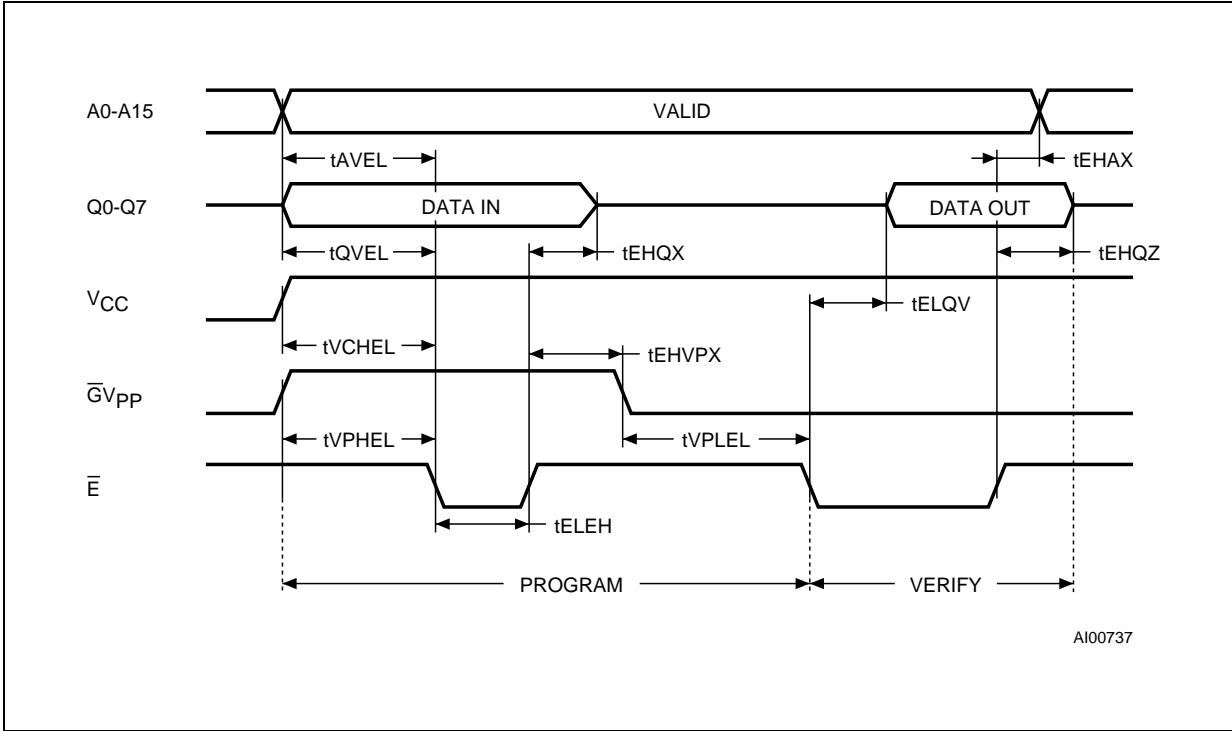 A0-A15
VALID
tAVEL
tEHAX
Q0-Q7
DATA IN
DATA OUT
tQVEL
tEHQX
tEHQZ
VCC
tELQV
tVCHEL
tEHVPX
G̅VPP
tVPHEL
tVPLEL
E̅
tELEH
PROGRAM
VERIFY
AI00737